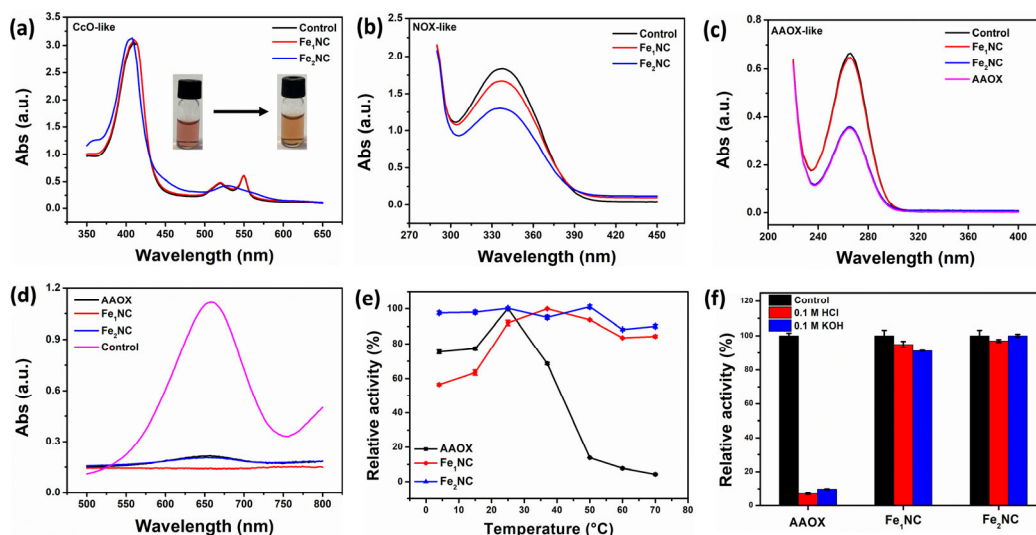 (a)
CcO-like
Control
Fe₁NC
Fe₂NC
Abs (a.u.)
3.5
3.0
2.5
2.0
1.5
1.0
0.5
0.0
350 400 450 500 550 600 650
Wavelength (nm)
(b)
NOX-like
Control
Fe₁NC
Fe₂NC
Abs (a.u.)
2.5
2.0
1.5
1.0
0.5
0.0
270 300 330 360 390 420 450
Wavelength (nm)
(c)
AAOX-like
Control
Fe₁NC
Fe₂NC
AAOX
Abs (a.u.)
0.8
0.6
0.4
0.2
0.0
200 240 280 320 360 400
Wavelength (nm)
(d)
AAOX
Fe₁NC
Fe₂NC
Control
Abs (a.u.)
1.2
0.9
0.6
0.3
0.0
500 550 600 650 700 750 800
Wavelength (nm)
(e)
AAOX
Fe₁NC
Fe₂NC
Relative activity (%)
100
80
60
40
20
0
0 10 20 30 40 50 60 70 80
Temperature (°C)
(f)
Control
0.1 M HCl
0.1 M KOH
Relative activity (%)
120
100
80
60
40
20
0
AAOX Fe₁NC Fe₂NC